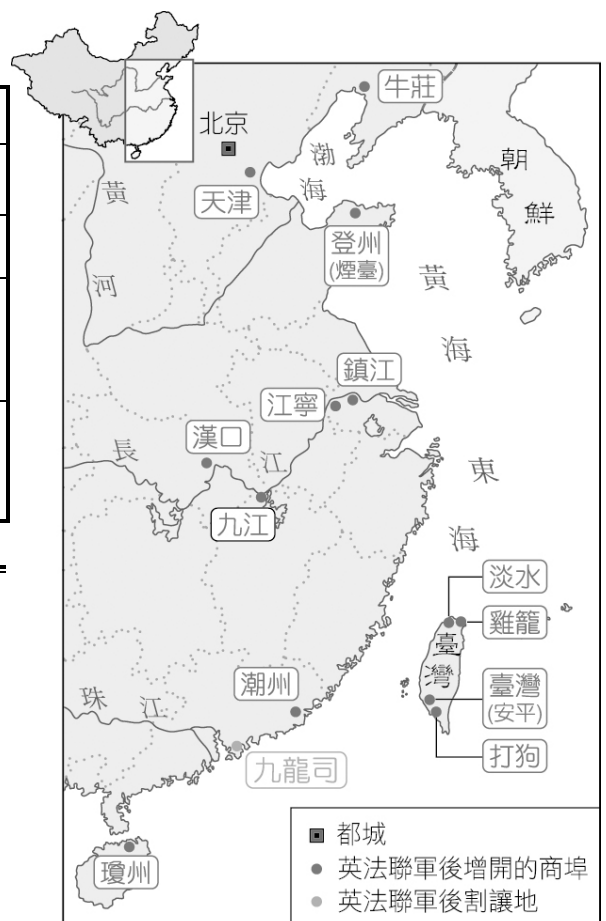 牛莊
北京
渤海
朝鮮
天津
黃河
登州
(煙臺)
黃海
鎮江
江寧
漢口
長江
九江
東海
淡水
雞籠
臺灣
臺灣
(安平)
打狗
潮州
珠江
九龍司
瓊州
都城
英法聯軍後增開的商埠
英法聯軍後割讓地